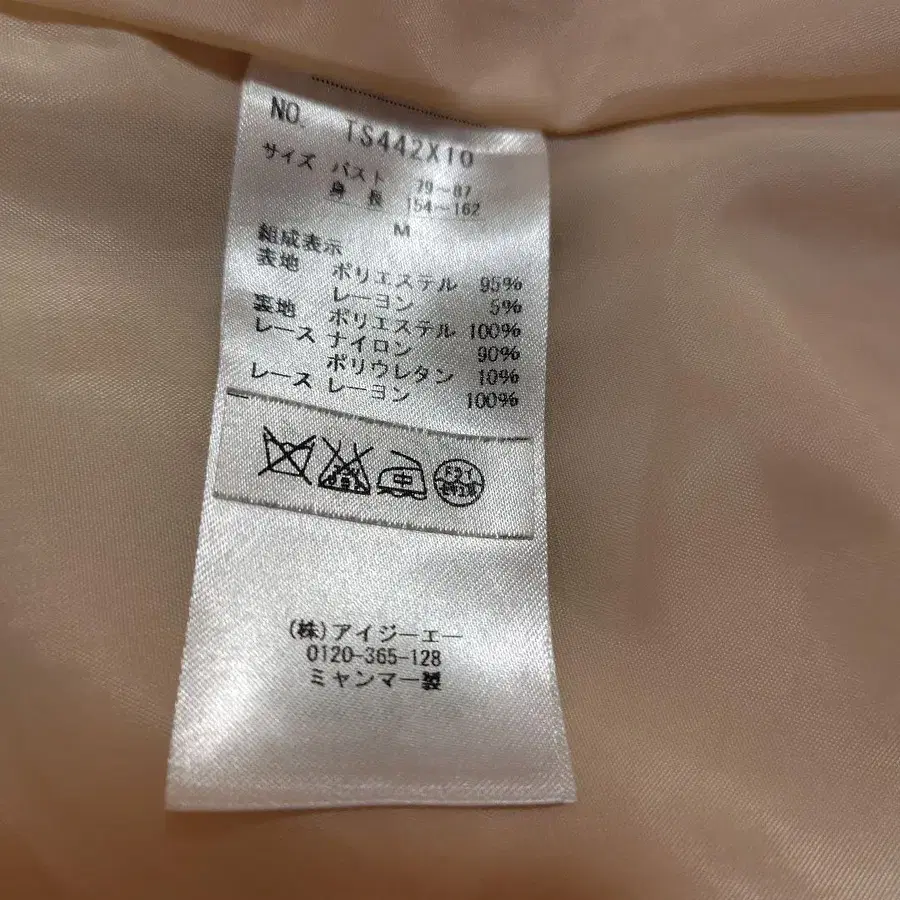 NO. TS442X10
サイズ バスト 79~87
身長 154~162
M
組成表示
表地 ポリエステル 95%
レーヨン 5%
裏地 ポリエステル 100%
レース ナイロン 90%
ポリウレタン 10%
レース レーヨン 100%
ドライ
(株)アイジーエー
0120-365-128
ミャンマー製